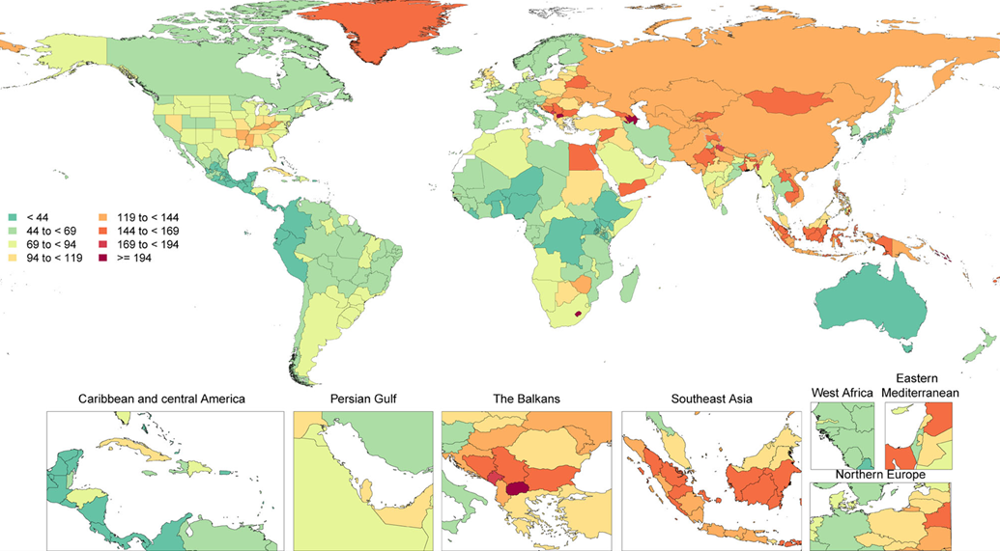 < 44
44 to < 69
69 to < 94
94 to < 119
119 to < 144
144 to < 169
169 to < 194
>= 194
Caribbean and central America
Persian Gulf
The Balkans
Southeast Asia
West Africa
Eastern
Mediterranean
Northern Europe